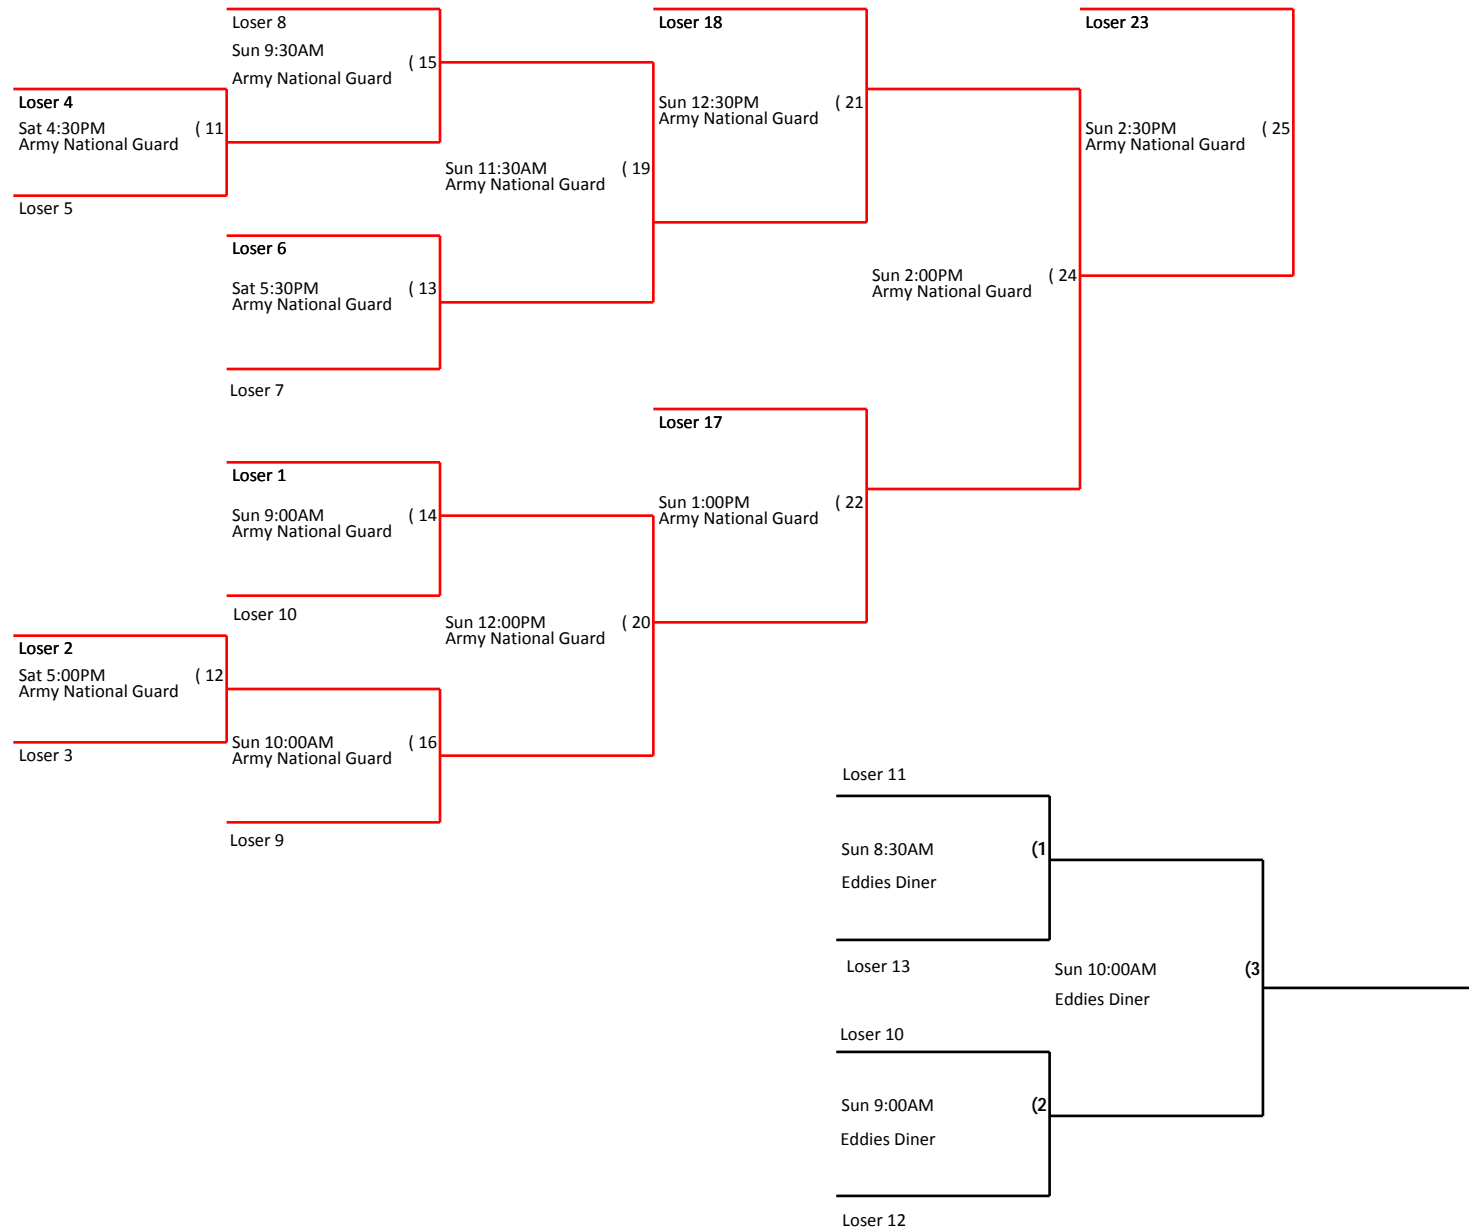 Loser 8
Sun 9:30AM
Army National Guard
( 15
Loser 4
Sat 4:30PM
Army National Guard
( 11
Loser 5
Loser 18
Sun 12:30PM
Army National Guard
( 21
Loser 23
Sun 2:30PM
Army National Guard
( 25
Sun 11:30AM
Army National Guard
( 19
Loser 6
Sat 5:30PM
Army National Guard
( 13
Loser 7
Sun 2:00PM
Army National Guard
( 24
Loser 17
Sun 1:00PM
Army National Guard
( 22
Loser 1
Sun 9:00AM
Army National Guard
( 14
Loser 10
Sun 12:00PM
Army National Guard
( 20
Loser 2
Sat 5:00PM
Army National Guard
( 12
Loser 3
Sun 10:00AM
Army National Guard
( 16
Loser 9
Loser 11
Sun 8:30AM
(1
Eddies Diner
Loser 13
Sun 10:00AM
(3
Eddies Diner
Loser 10
Sun 9:00AM
(2
Eddies Diner
Loser 12